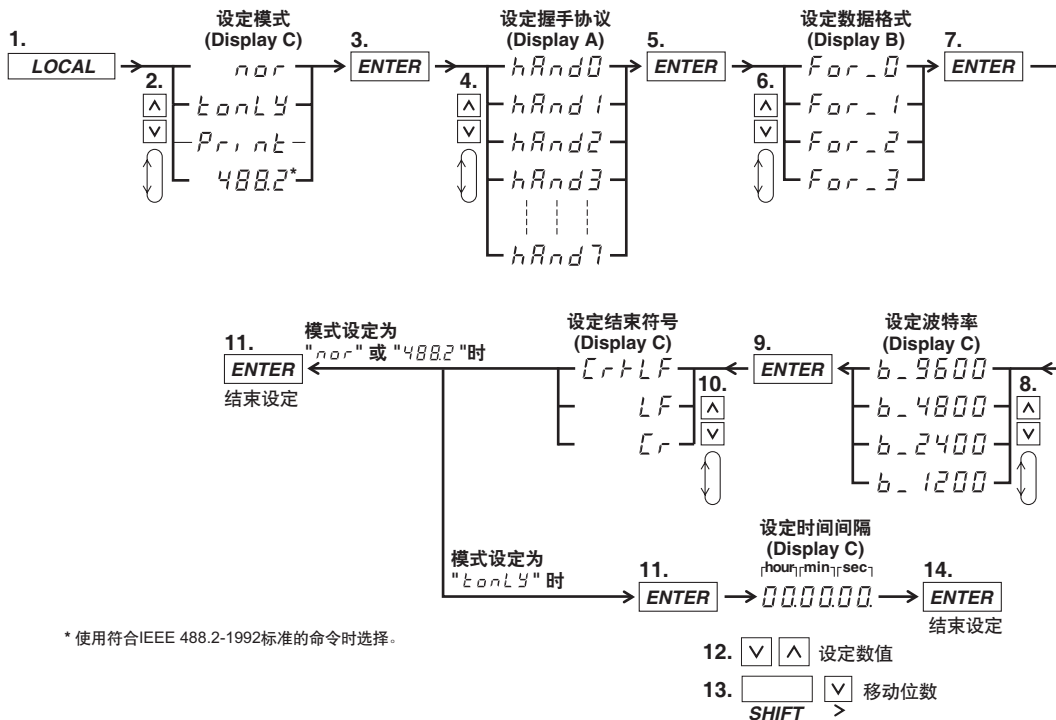 设定模式
(Display C)
1.
LOCAL
2.
nor
tonLY
Print
488.2*
3.
ENTER
设定握手协议
(Display A)
4.
hAnd0
hAnd1
hAnd2
hAnd3
hAnd7
5.
ENTER
设定数据格式
(Display B)
6.
For_0
For_1
For_2
For_3
7.
ENTER
设定波特率
(Display C)
8.
b_9600
b_4800
b_2400
b_1200
9.
ENTER
设定结束符号
(Display C)
10.
Cr+LF
LF
Cr
模式设定为
"nor" 或 "488.2"时
11.
ENTER
结束设定
模式设定为
"tonLY" 时
11.
ENTER
设定时间间隔
(Display C)
hour min sec
00.00.00.
14.
ENTER
结束设定
12. 设定数值
13. 移动位数
SHIFT >
* 使用符合IEEE 488.2-1992标准的命令时选择。